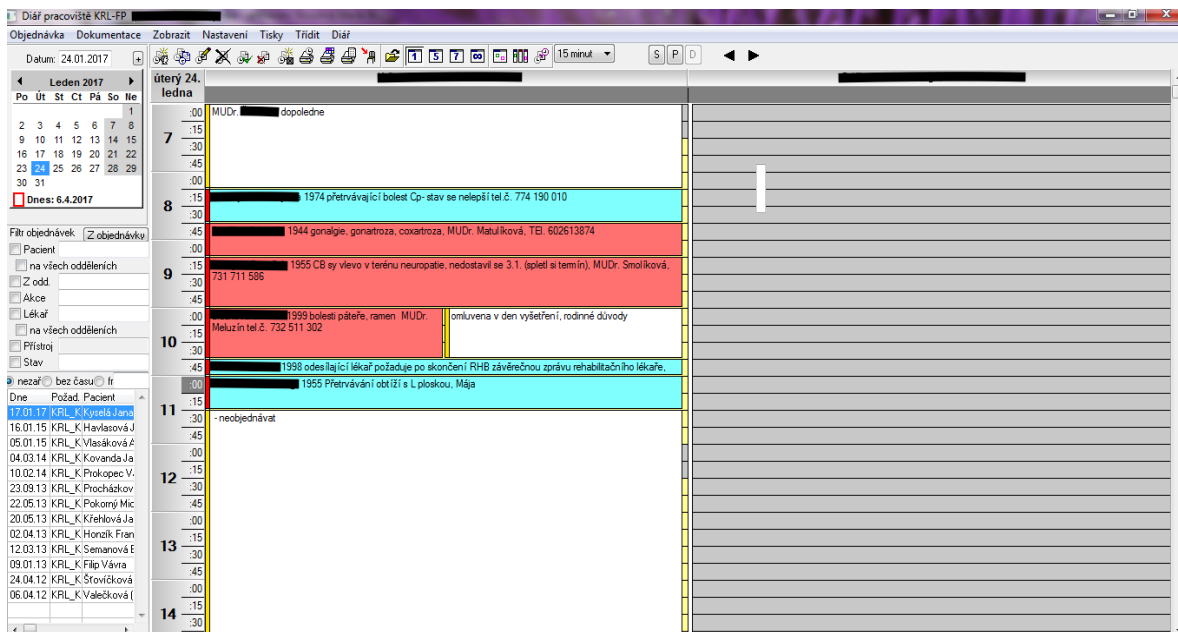 Diář pracoviště KRL-FP
Objednávka Dokumentace Zobrazit Nastavení Tisky Třídit Diář
Datum: 24.01.2017 +
1 5 7 15 minut S P D
Leden 2017
Po Út St Čt Pá So Ne
1
2 3 4 5 6 7 8
9 10 11 12 13 14 15
16 17 18 19 20 21 22
23 24 25 26 27 28 29
30 31
Dnes: 6.4.2017
Filtr objednávek Z objednávky
Pacient
na všech odděleních
Z odd.
Akce
Lékař
na všech odděleních
Přístroj
Stav
nezař bez času fr
Dne Požad. Pacient
17.01.17 KRL_K Kyselá Jana
16.01.15 KRL_K Havlasová J
05.01.15 KRL_K Vlasáková A
04.03.14 KRL_K Kovanda Ja
10.02.14 KRL_K Prokopec V.
23.09.13 KRL_K Procházkov
22.05.13 KRL_K Pokorný Mic
20.05.13 KRL_K Křehlová Ja
02.04.13 KRL_K Honzík Fran
12.03.13 KRL_K Semanová E
09.01.13 KRL_K Filip Vávra
24.04.12 KRL_K Šťovíčková
06.04.12 KRL_K Valečková (
úterý 24.
ledna
7 :00 :15 :30 :45
8 :00 :15 :30 :45
9 :00 :15 :30 :45
10 :00 :15 :30 :45
11 :00 :15 :30 :45
12 :00 :15 :30 :45
13 :00 :15 :30 :45
14 :00 :15 :30
MUDr. dopoledne
1974 přetrvávající bolest Cp- stav se nelepší tel.č. 774 190 010
1944 gonalgie, gonartroza, coxartroza, MUDr. Matulíková, TEl. 602613874
1955 CB sy vlevo v terénu neuropatie, nedostavil se 3.1. (spletl si termín), MUDr. Smolíková,
731 711 586
1999 bolesti páteře, ramen MUDr.
Meluzín tel.č. 732 511 302
omluvena v den vyšetření, rodinné důvody
1998 odesílající lékař požaduje po skončení RHB závěrečnou zprávu rehabilitačního lékaře,
1955 Přetrvávání obtíží s L ploskou, Mája
- neobjednávat